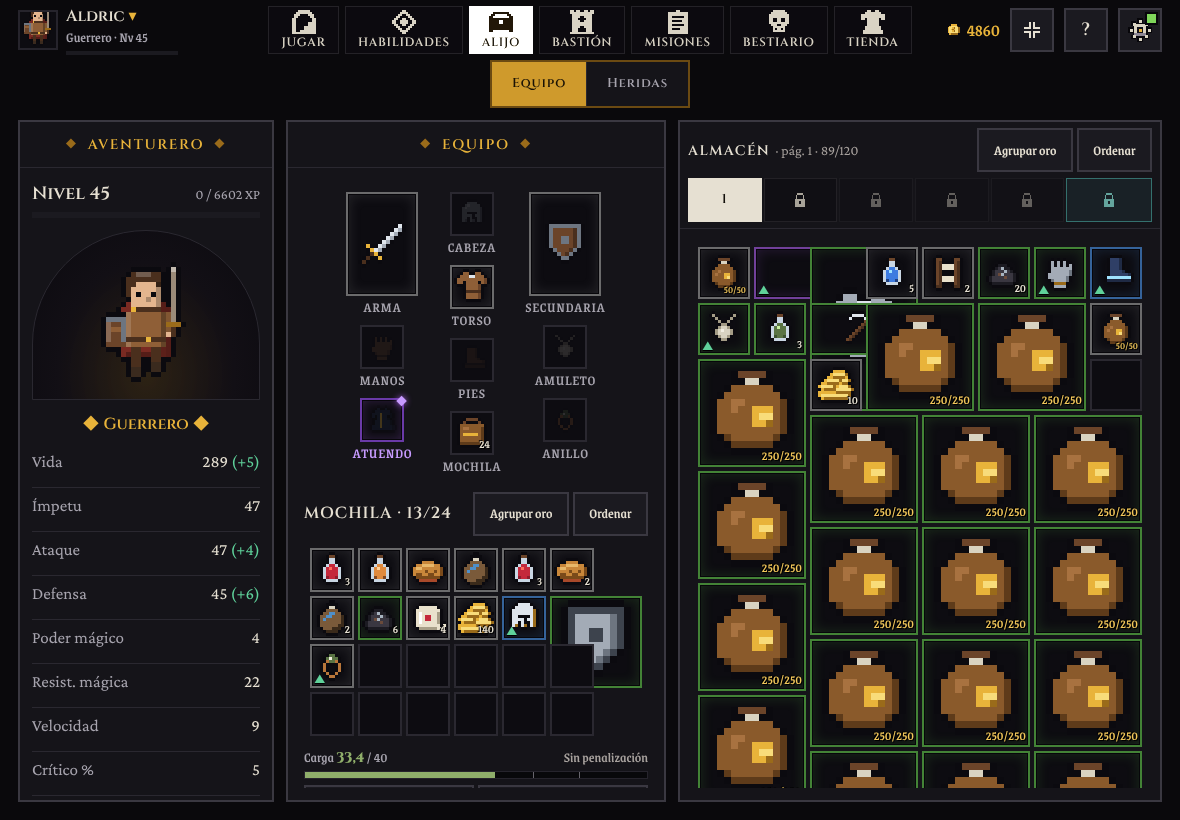 ALDRIC ▾
Guerrero · Nv 45
JUGAR
HABILIDADES
ALIJO
BASTIÓN
MISIONES
BESTIARIO
TIENDA
4860
?
EQUIPO
HERIDAS
AVENTURERO
NIVEL 45
0 / 6602 XP
GUERRERO
Vida 289 (+5)
Ímpetu 47
Ataque 47 (+4)
Defensa 45 (+6)
Poder mágico 4
Resist. mágica 22
Velocidad 9
Crítico % 5
EQUIPO
ARMA
CABEZA
SECUNDARIA
TORSO
MANOS
PIES
AMULETO
ATUENDO
24
MOCHILA
ANILLO
MOCHILA · 13/24
Agrupar oro
Ordenar
3
3
2
2
6
4
140
Carga 33,4 / 40
Sin penalización
ALMACÉN · pág. 1 · 89/120
Agrupar oro
Ordenar
1
50/50
5
2
20
3
250/250
250/250
50/50
250/250
10
250/250
250/250
250/250
250/250
250/250
250/250
250/250
250/250
250/250
250/250
250/250